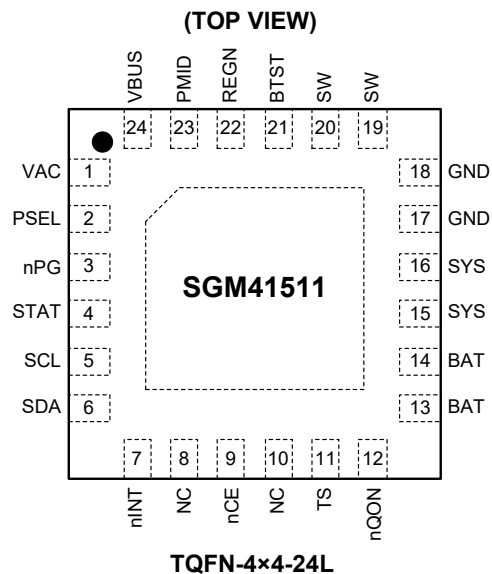 (TOP VIEW)
VBUS PMID REGN BTST SW SW
24 23 22 21 20 19
VAC 1 18 GND
PSEL 2 17 GND
nPG 3 16 SYS
SGM41511
STAT 4 15 SYS
SCL 5 14 BAT
SDA 6 13 BAT
7 8 9 10 11 12
nINT NC nCE NC TS nQON
TQFN-4×4-24L